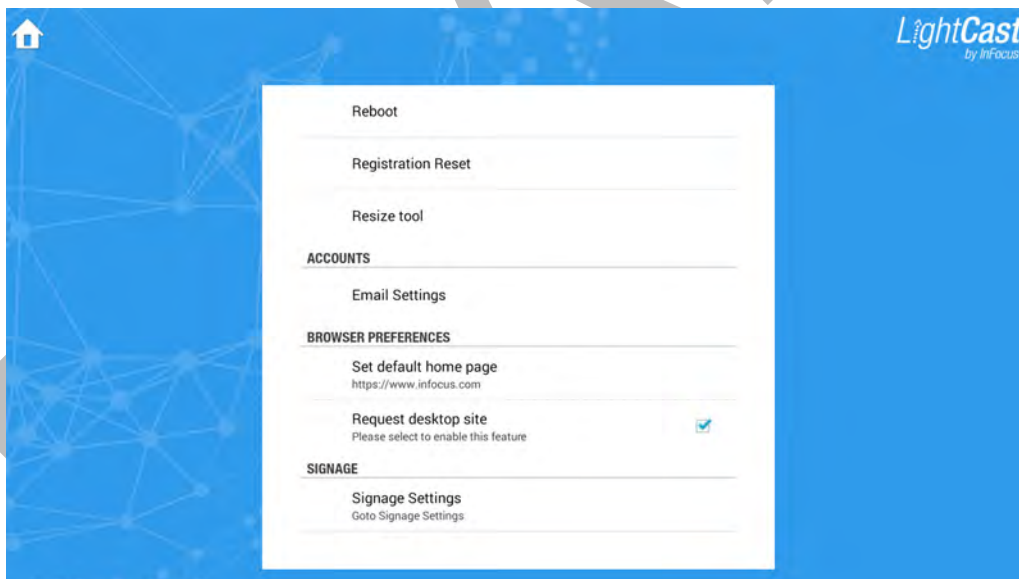 LightCast
by InFocus
Reboot
Registration Reset
Resize tool
ACCOUNTS
Email Settings
BROWSER PREFERENCES
Set default home page
https://www.infocus.com
Request desktop site
Please select to enable this feature
SIGNAGE
Signage Settings
Goto Signage Settings